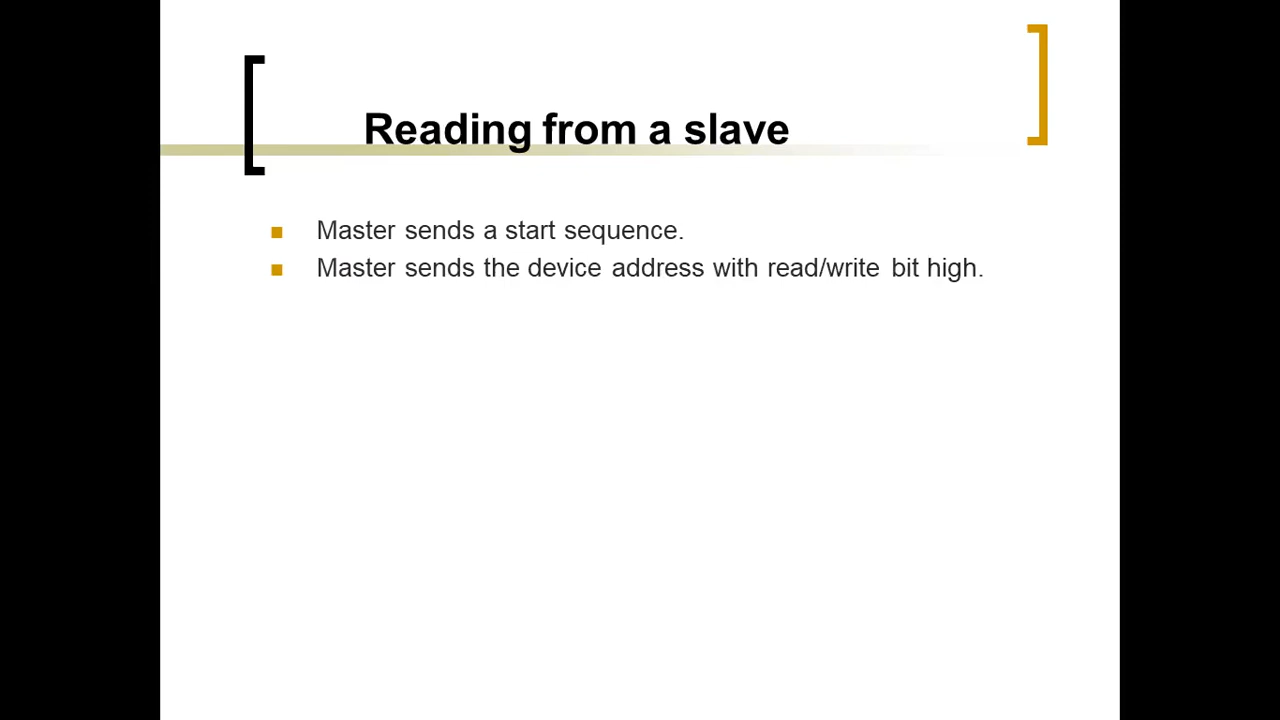 Reading from a slave
Master sends a start sequence.
Master sends the device address with read/write bit high.